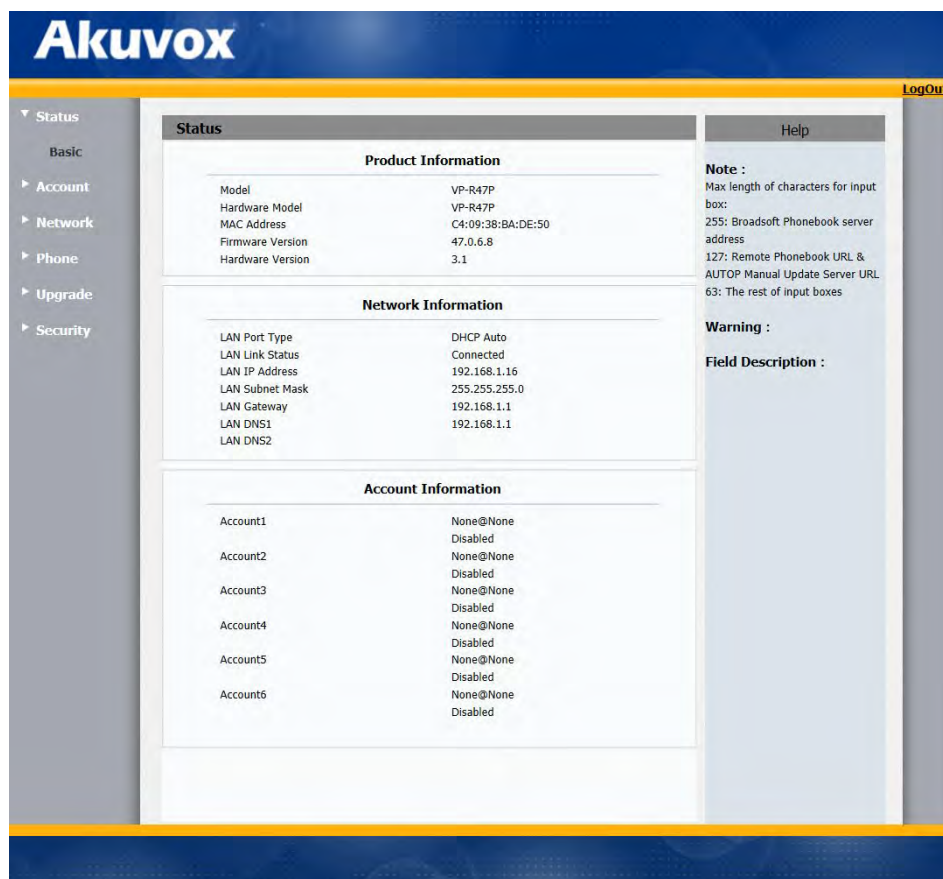 Akuvox
LogOu
Status
Basic
Account
Network
Phone
Upgrade
Security
Status
Product Information
Model VP-R47P
Hardware Model VP-R47P
MAC Address C4:09:38:BA:DE:50
Firmware Version 47.0.6.8
Hardware Version 3.1
Network Information
LAN Port Type DHCP Auto
LAN Link Status Connected
LAN IP Address 192.168.1.16
LAN Subnet Mask 255.255.255.0
LAN Gateway 192.168.1.1
LAN DNS1 192.168.1.1
LAN DNS2
Account Information
Account1 None@None
Disabled
Account2 None@None
Disabled
Account3 None@None
Disabled
Account4 None@None
Disabled
Account5 None@None
Disabled
Account6 None@None
Disabled
Help
Note :
Max length of characters for input
box:
255: Broadsoft Phonebook server
address
127: Remote Phonebook URL &
AUTOP Manual Update Server URL
63: The rest of input boxes
Warning :
Field Description :